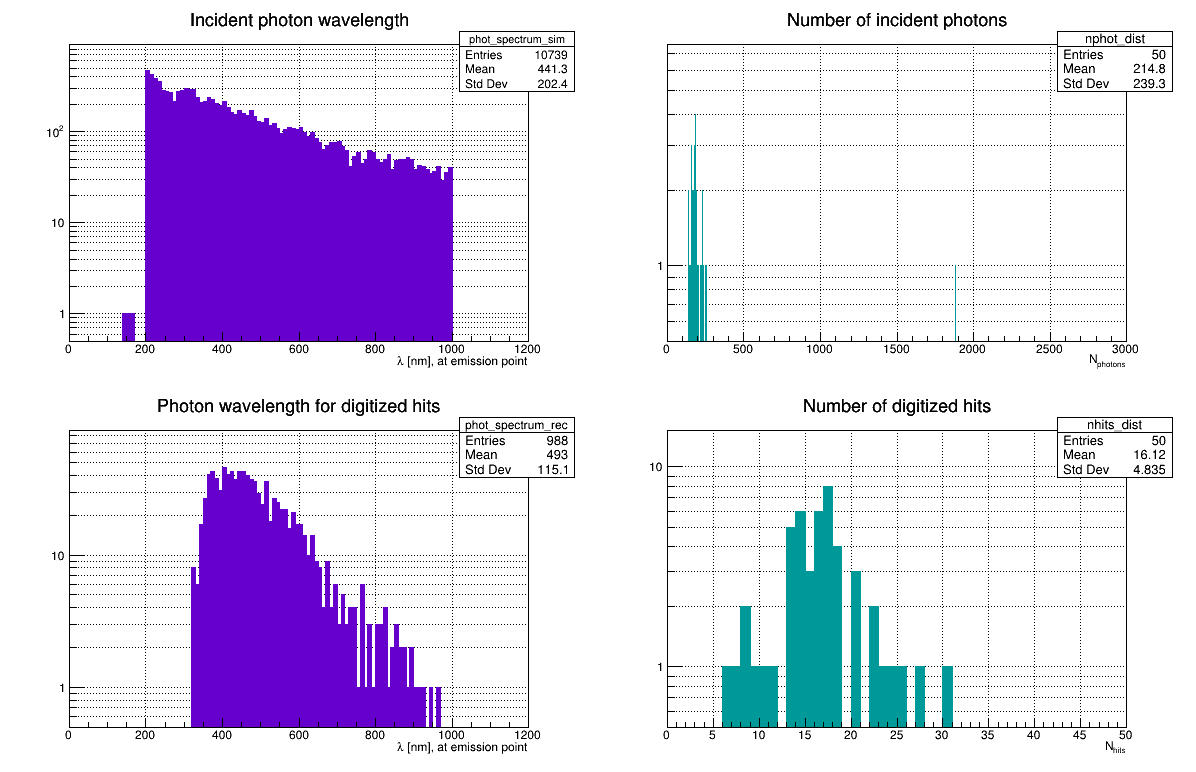 Incident photon wavelength
phot_spectrum_sim
Entries 10739
Mean 441.3
Std Dev 202.4
10²
10
1
0 200 400 600 800 1000 1200
λ [nm], at emission point
Number of incident photons
nphot_dist
Entries 50
Mean 214.8
Std Dev 239.3
1
0 500 1000 1500 2000 2500 3000
Nphotons
Photon wavelength for digitized hits
phot_spectrum_rec
Entries 988
Mean 493
Std Dev 115.1
10
1
0 200 400 600 800 1000 1200
λ [nm], at emission point
Number of digitized hits
nhits_dist
Entries 50
Mean 16.12
Std Dev 4.835
10
1
0 5 10 15 20 25 30 35 40 45 50
Nhits